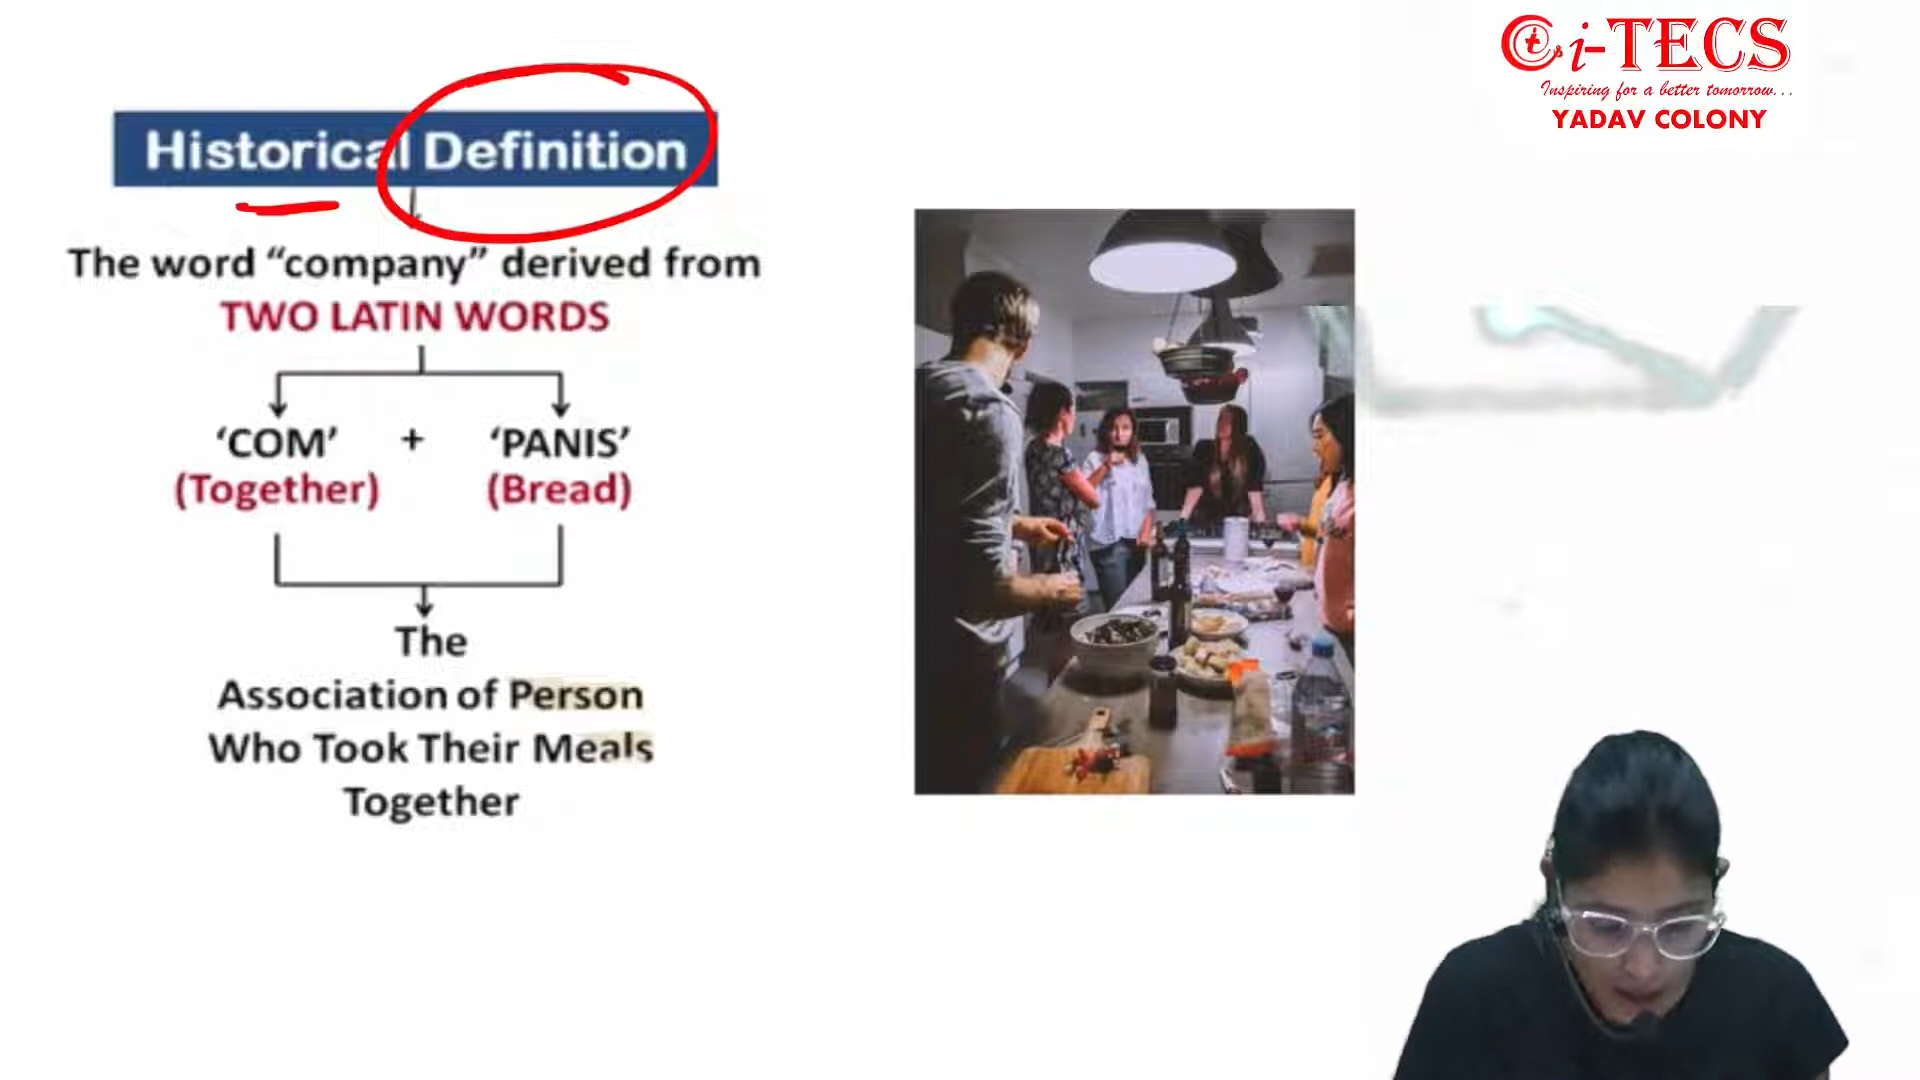 i-TECS
Inspiring for a better tomorrow...
YADAV COLONY
Historical Definition
The word “company” derived from
TWO LATIN WORDS
‘COM’ + ‘PANIS’
(Together) (Bread)
The
Association of Person
Who Took Their Meals
Together